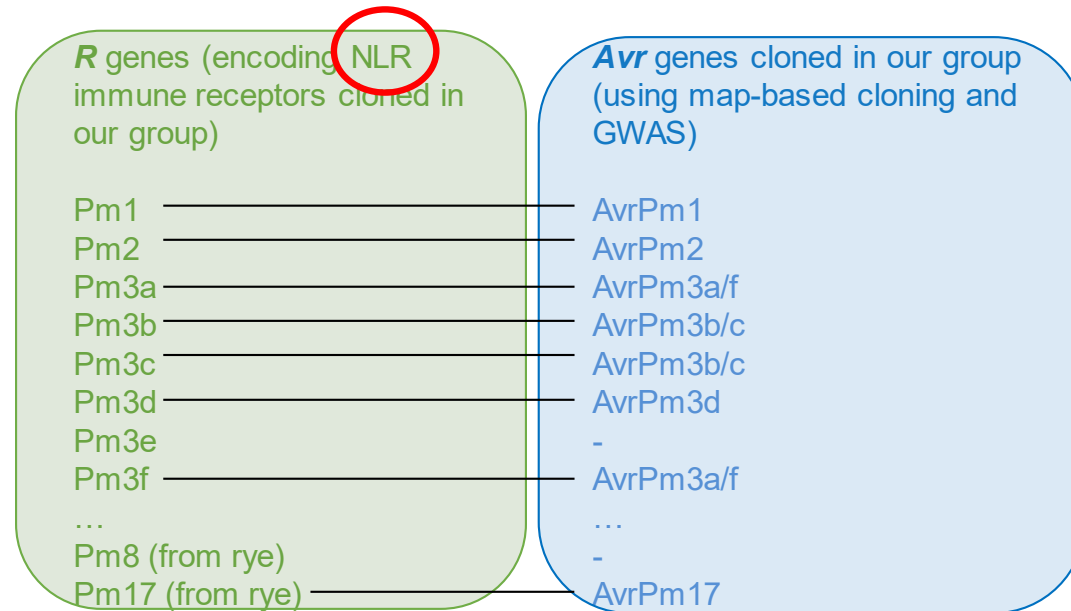 R genes (encoding NLR
immune receptors cloned in
our group)
Pm1
Pm2
Pm3a
Pm3b
Pm3c
Pm3d
Pm3e
Pm3f
…
Pm8 (from rye)
Pm17 (from rye)
Avr genes cloned in our group
(using map-based cloning and
GWAS)
AvrPm1
AvrPm2
AvrPm3a/f
AvrPm3b/c
AvrPm3b/c
AvrPm3d
-
AvrPm3a/f
…
-
AvrPm17